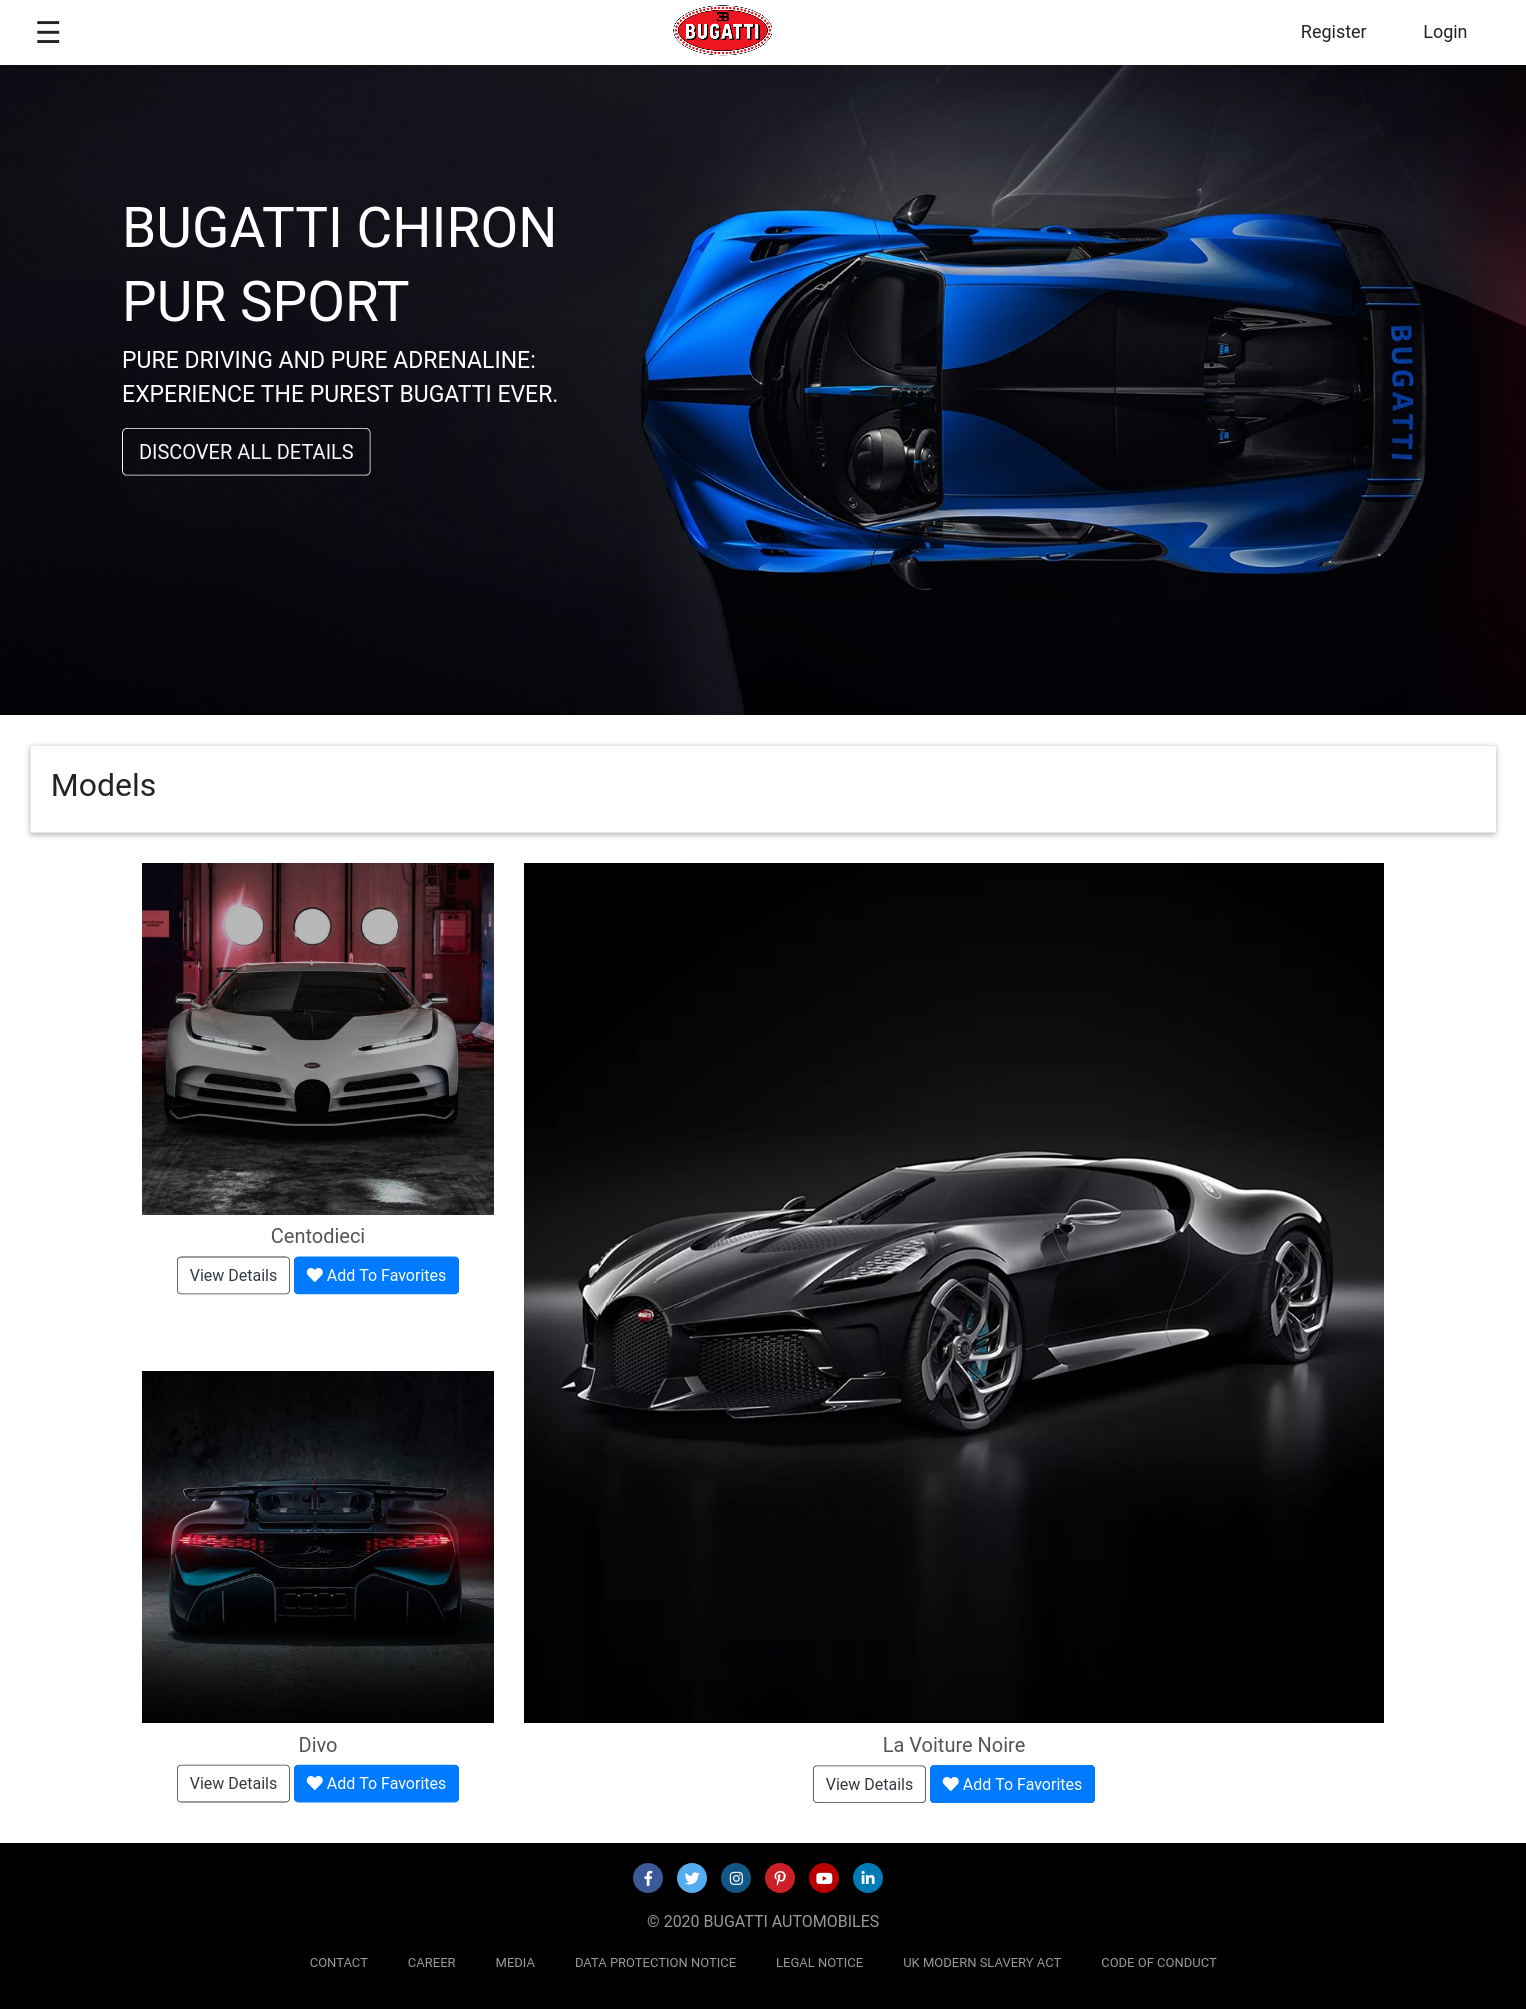 ☰
BUGATTI
Register
Login
BUGATTI CHIRON
PUR SPORT
PURE DRIVING AND PURE ADRENALINE:
EXPERIENCE THE PUREST BUGATTI EVER.
DISCOVER ALL DETAILS
BUGATTI
Models
Centodieci
View Details
Add To Favorites
Divo
Divo
View Details
Add To Favorites
La Voiture Noire
View Details
Add To Favorites
© 2020 BUGATTI AUTOMOBILES
CONTACT
CAREER
MEDIA
DATA PROTECTION NOTICE
LEGAL NOTICE
UK MODERN SLAVERY ACT
CODE OF CONDUCT